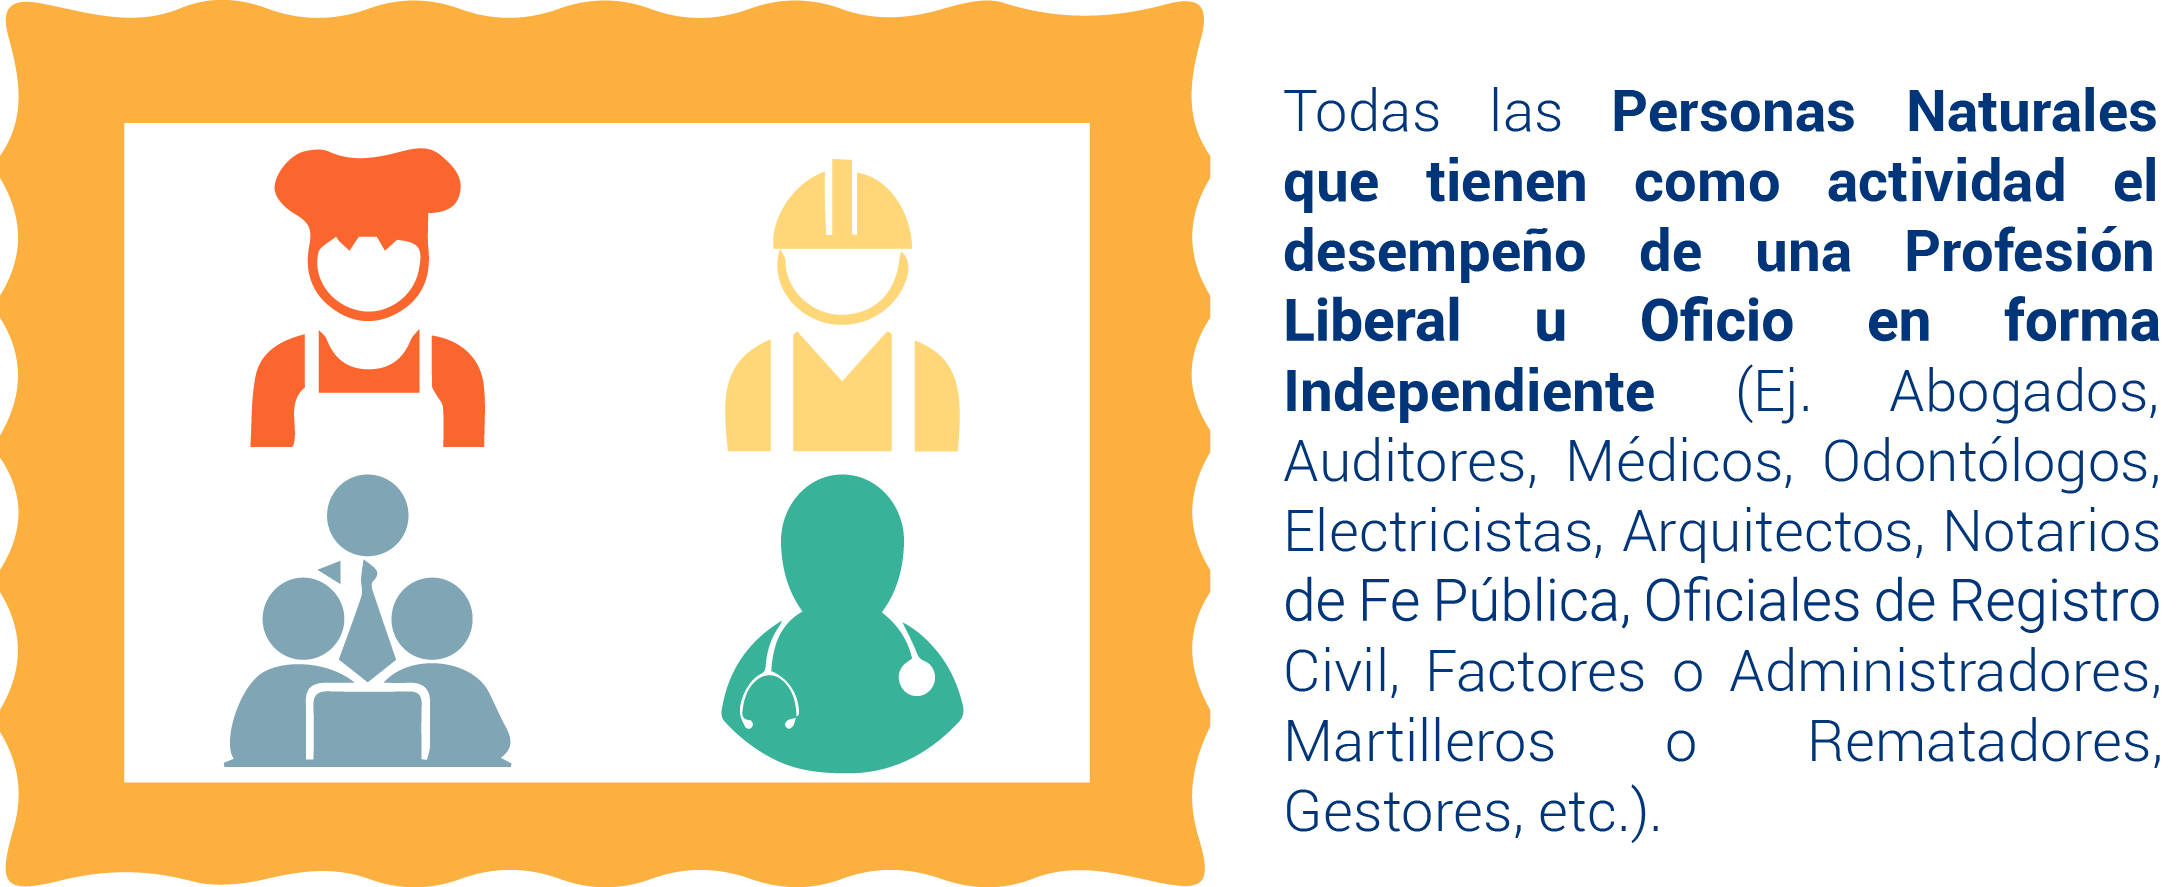 Todas las Personas Naturales
que tienen como actividad el
desempeño de una Profesión
Liberal u Oficio en forma
Independiente (Ej. Abogados,
Auditores, Médicos, Odontólogos,
Electricistas, Arquitectos, Notarios
de Fe Pública, Oficiales de Registro
Civil, Factores o Administradores,
Martilleros o Rematadores,
Gestores, etc.).